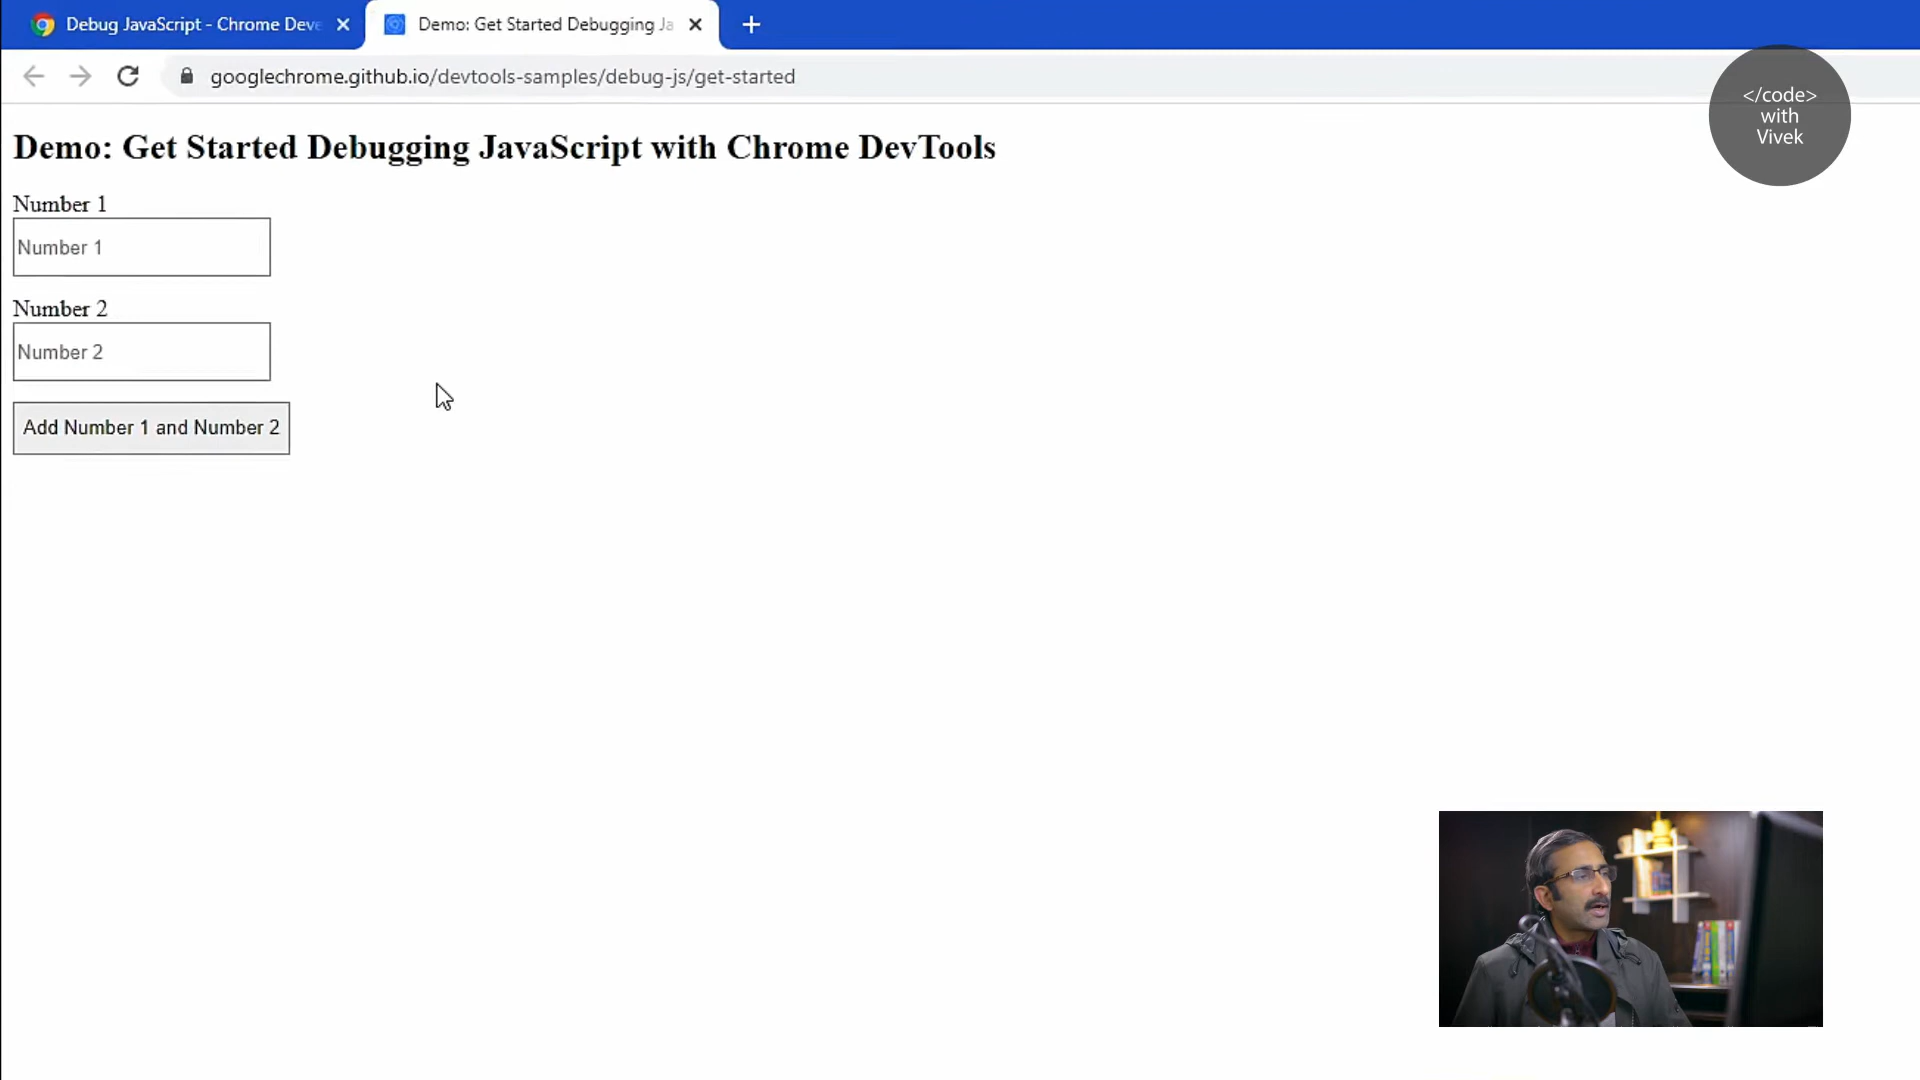 Debug JavaScript - Chrome Deve
Demo: Get Started Debugging Ja
googlechrome.github.io/devtools-samples/debug-js/get-started
</code>
with
Vivek
Demo: Get Started Debugging JavaScript with Chrome DevTools
Number 1
Number 1
Number 2
Number 2
Add Number 1 and Number 2